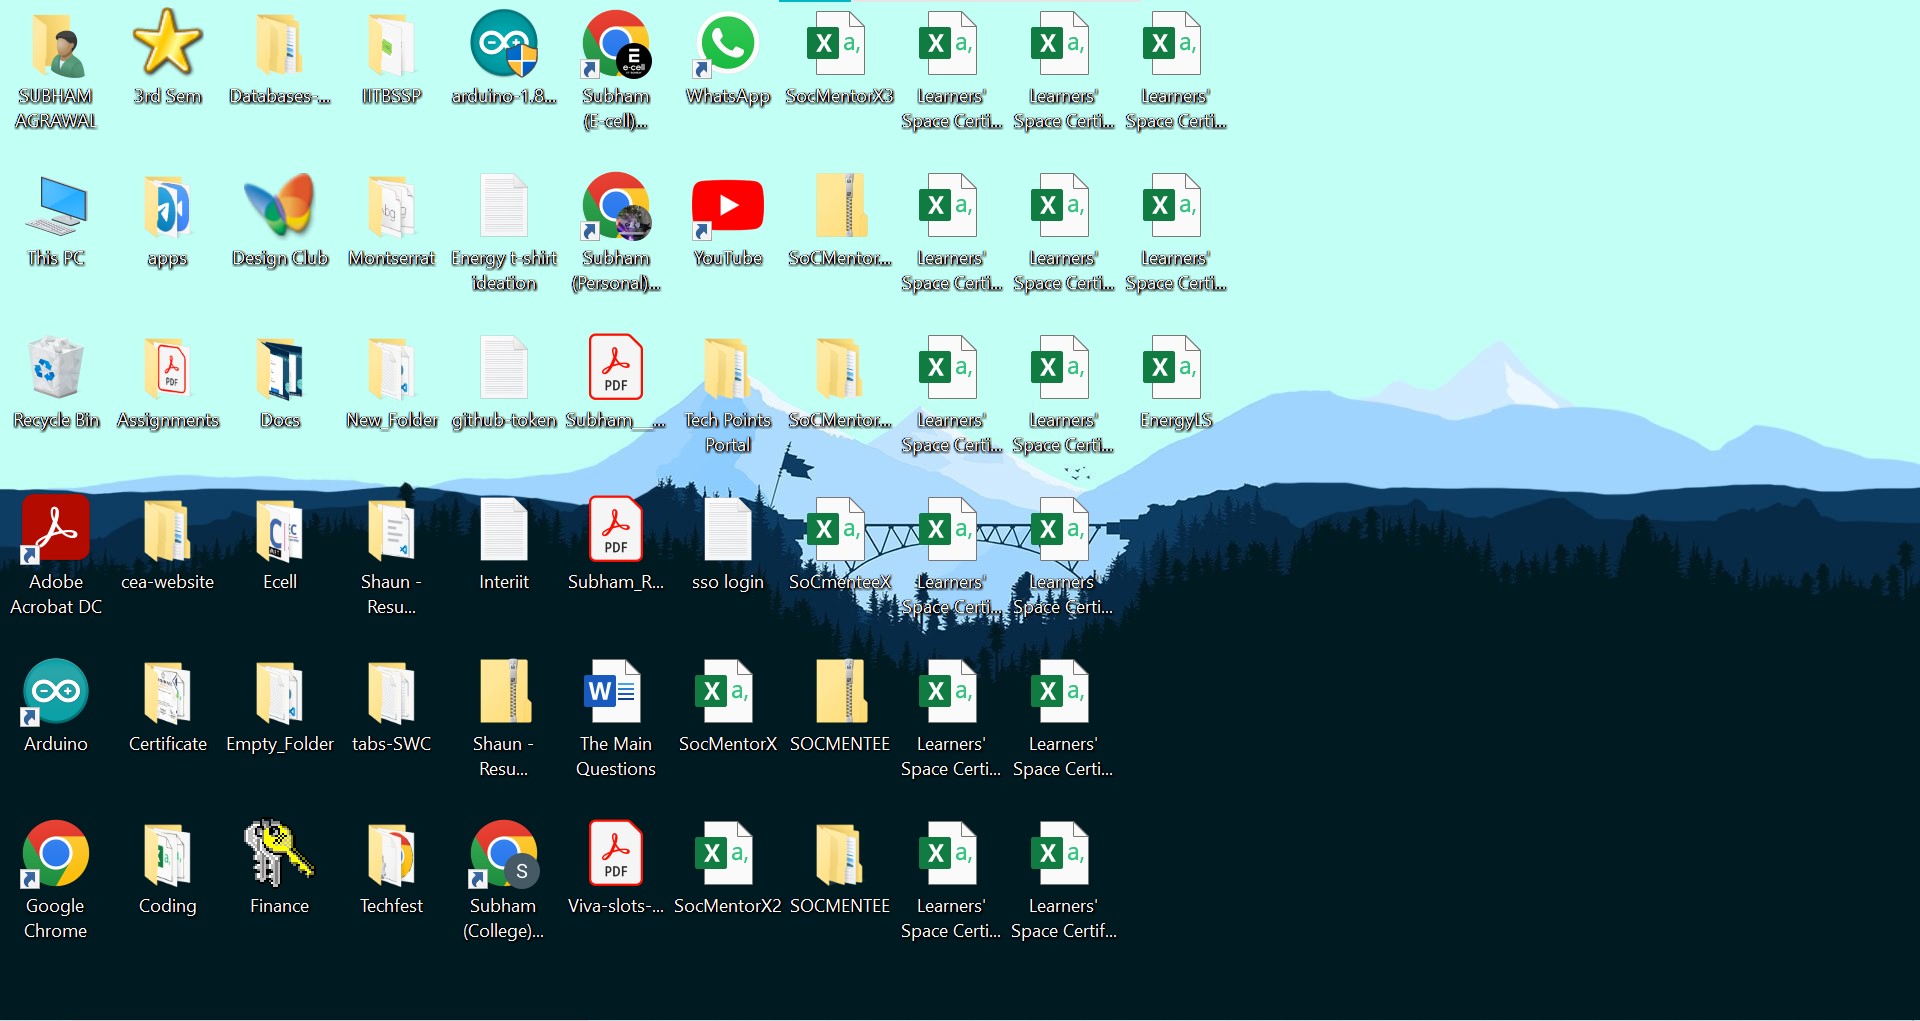 SUBHAM
AGRAWAL
3rd Sem
Databases-...
IITBSSP
arduino-1.8...
Subham
(E-cell)...
WhatsApp
SocMentorX3
Learners'
Space Certi...
Learners'
Space Certi...
Learners'
Space Certi...
This PC
apps
Design Club
Montserrat
Energy t-shirt
ideation
Subham
(Personal)...
YouTube
SoCMentor...
Learners'
Space Certi...
Learners'
Space Certi...
Learners'
Space Certi...
Recycle Bin
Assignments
Docs
New_Folder
github-token
Subham__...
Tech Points
Portal
SoCMentor...
Learners'
Space Certi...
Learners'
Space Certi...
EnergyLS
Adobe
Acrobat DC
cea-website
Ecell
Shaun -
Resu...
Interiit
Subham_R...
sso login
SoCmenteeX
Learners'
Space Certi...
Learners'
Space Certi...
Arduino
Certificate
Empty_Folder
tabs-SWC
Shaun -
Resu...
The Main
Questions
SocMentorX
SOCMENTEE
Learners'
Space Certi...
Learners'
Space Certi...
Google
Chrome
Coding
Finance
Techfest
Subham
(College)...
Viva-slots-...
SocMentorX2
SOCMENTEE
Learners'
Space Certi...
Learners'
Space Certif...